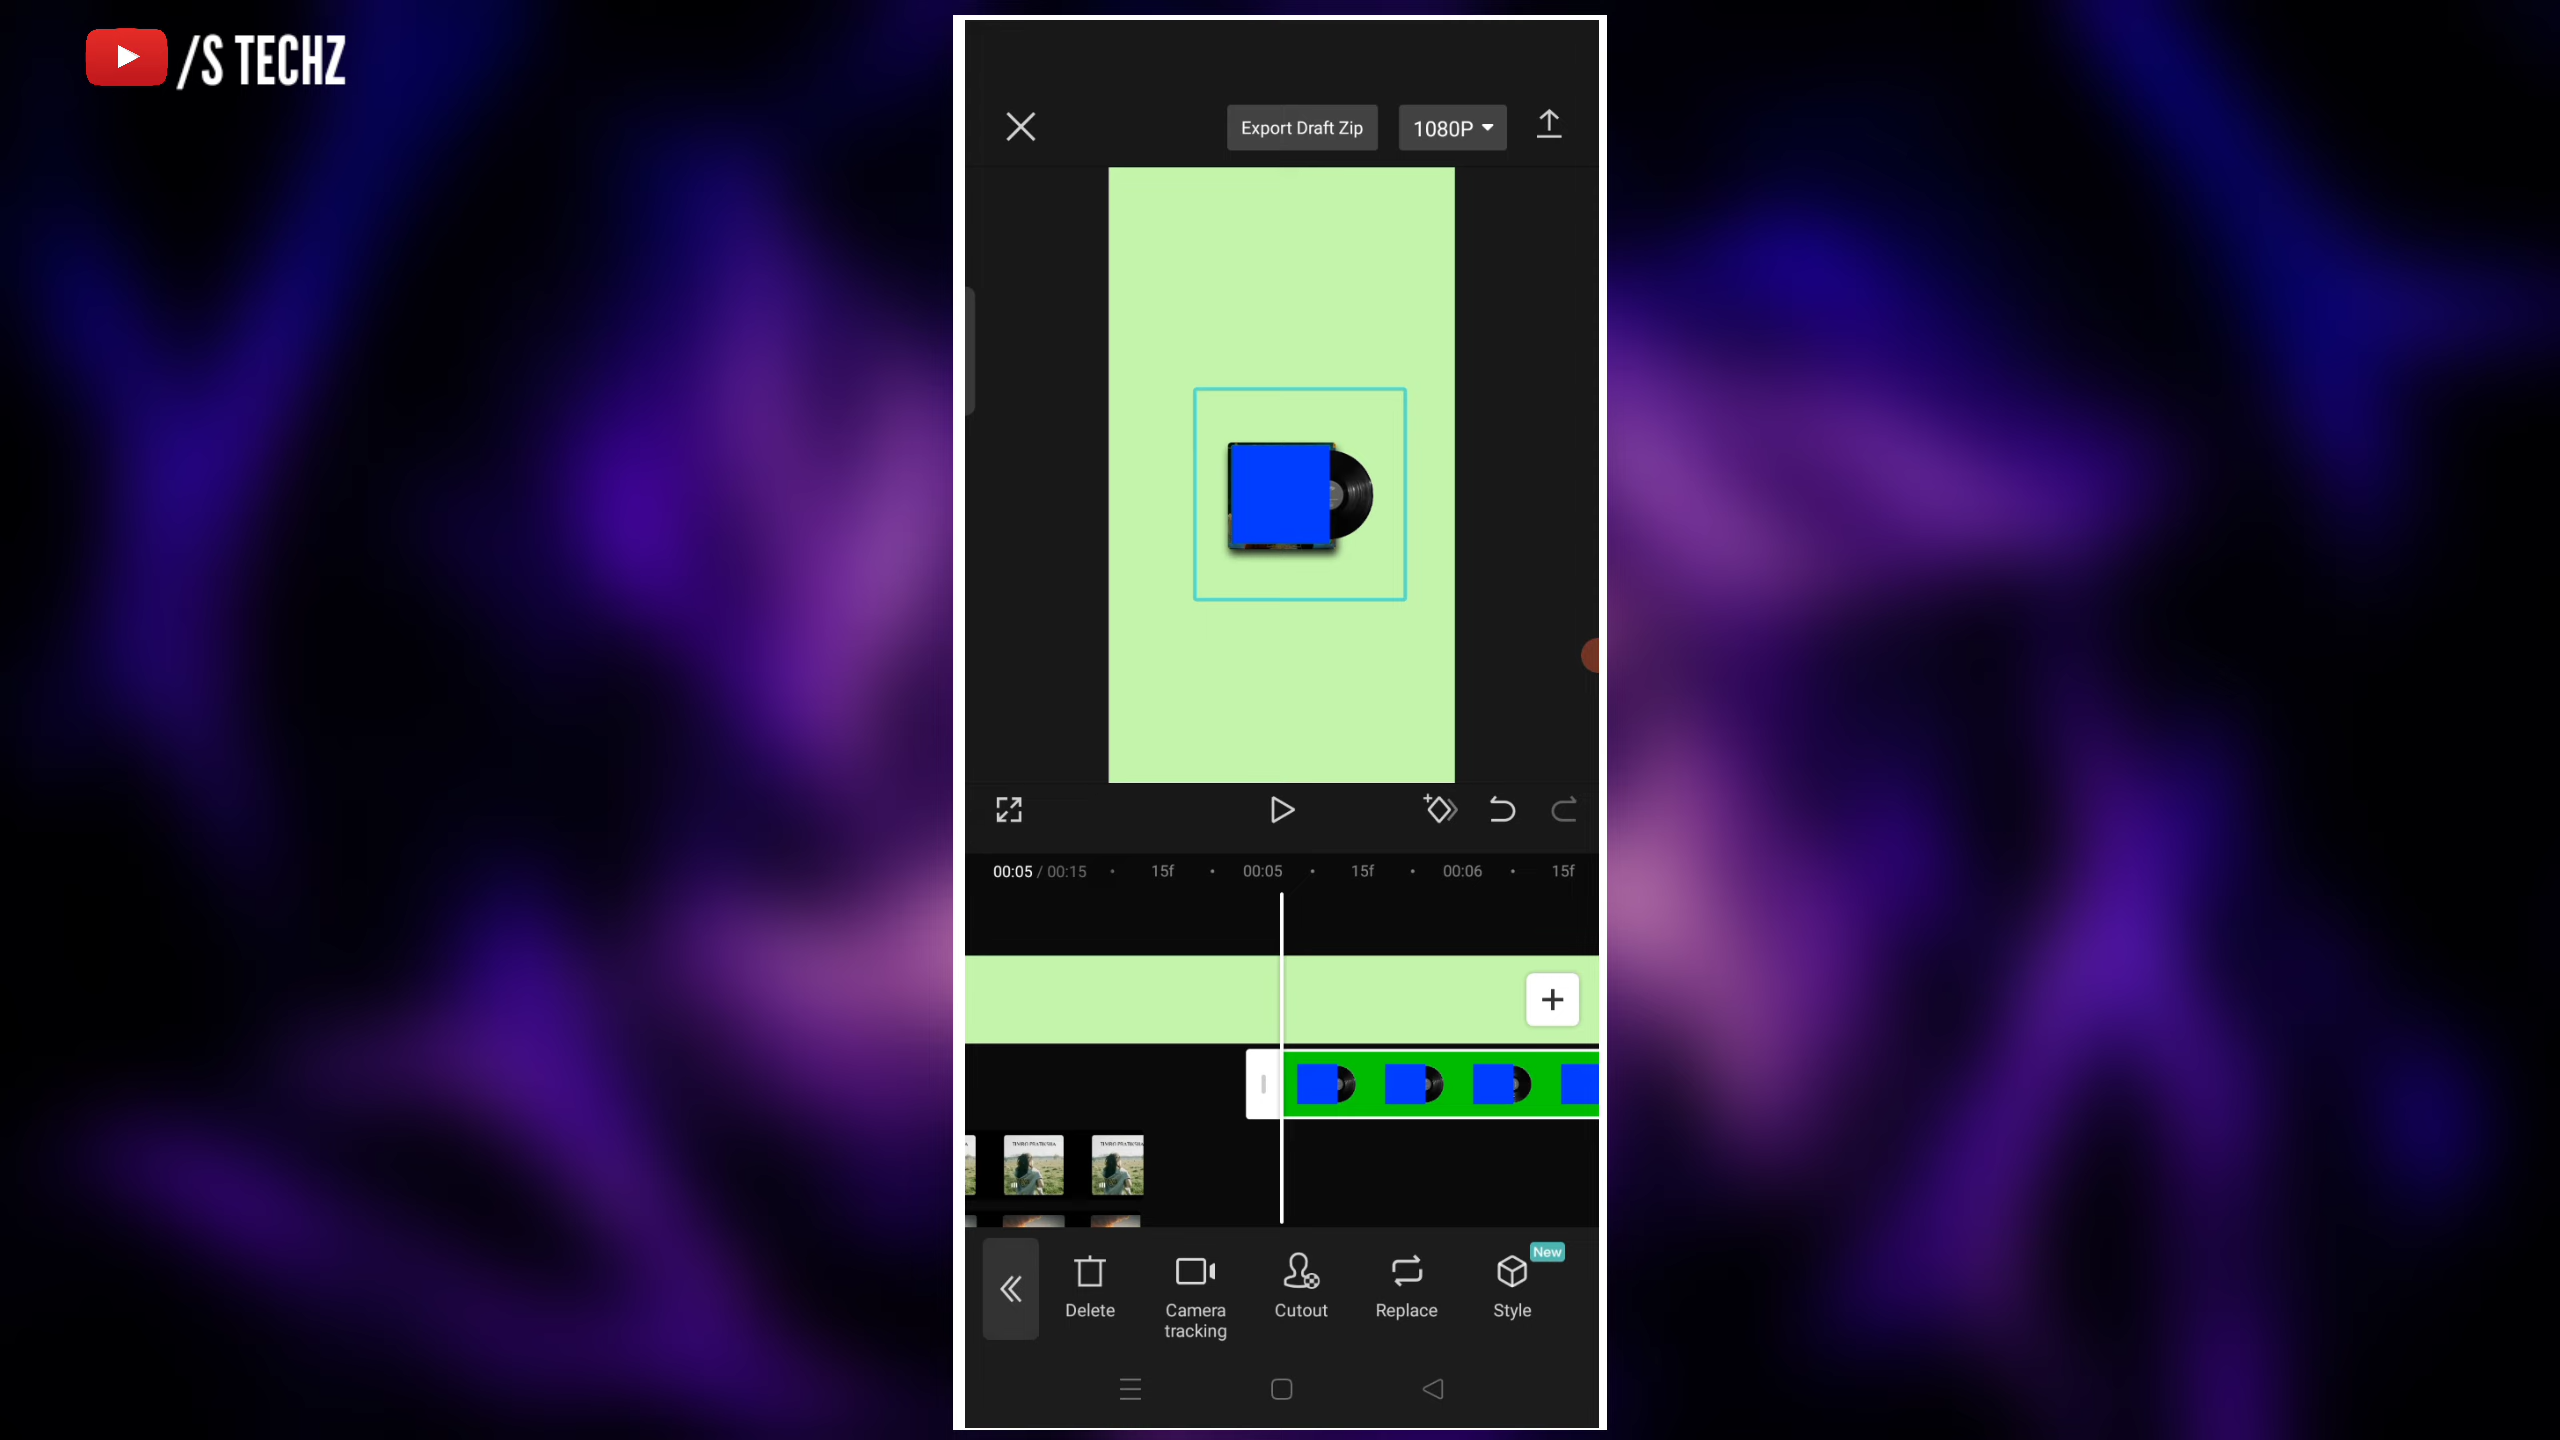 /S TECHZ
Export Draft Zip
1080P
00:05 / 00:15
15f
00:05
15f
00:06
15f
New
Delete
Camera
tracking
Cutout
Replace
Style